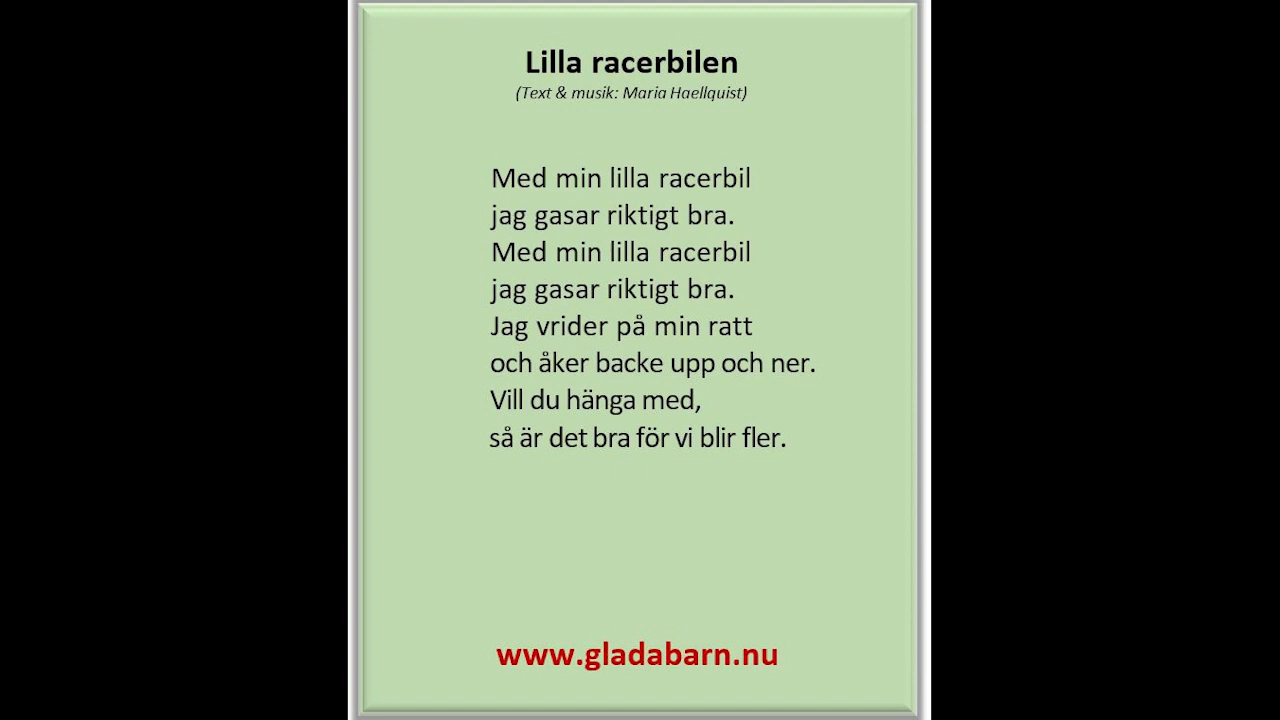 Lilla racerbilen
(Text & musik: Maria Haellquist)
Med min lilla racerbil
jag gasar riktigt bra.
Med min lilla racerbil
jag gasar riktigt bra.
Jag vrider på min ratt
och åker backe upp och ner.
Vill du hänga med,
så är det bra för vi blir fler.
www.gladabarn.nu